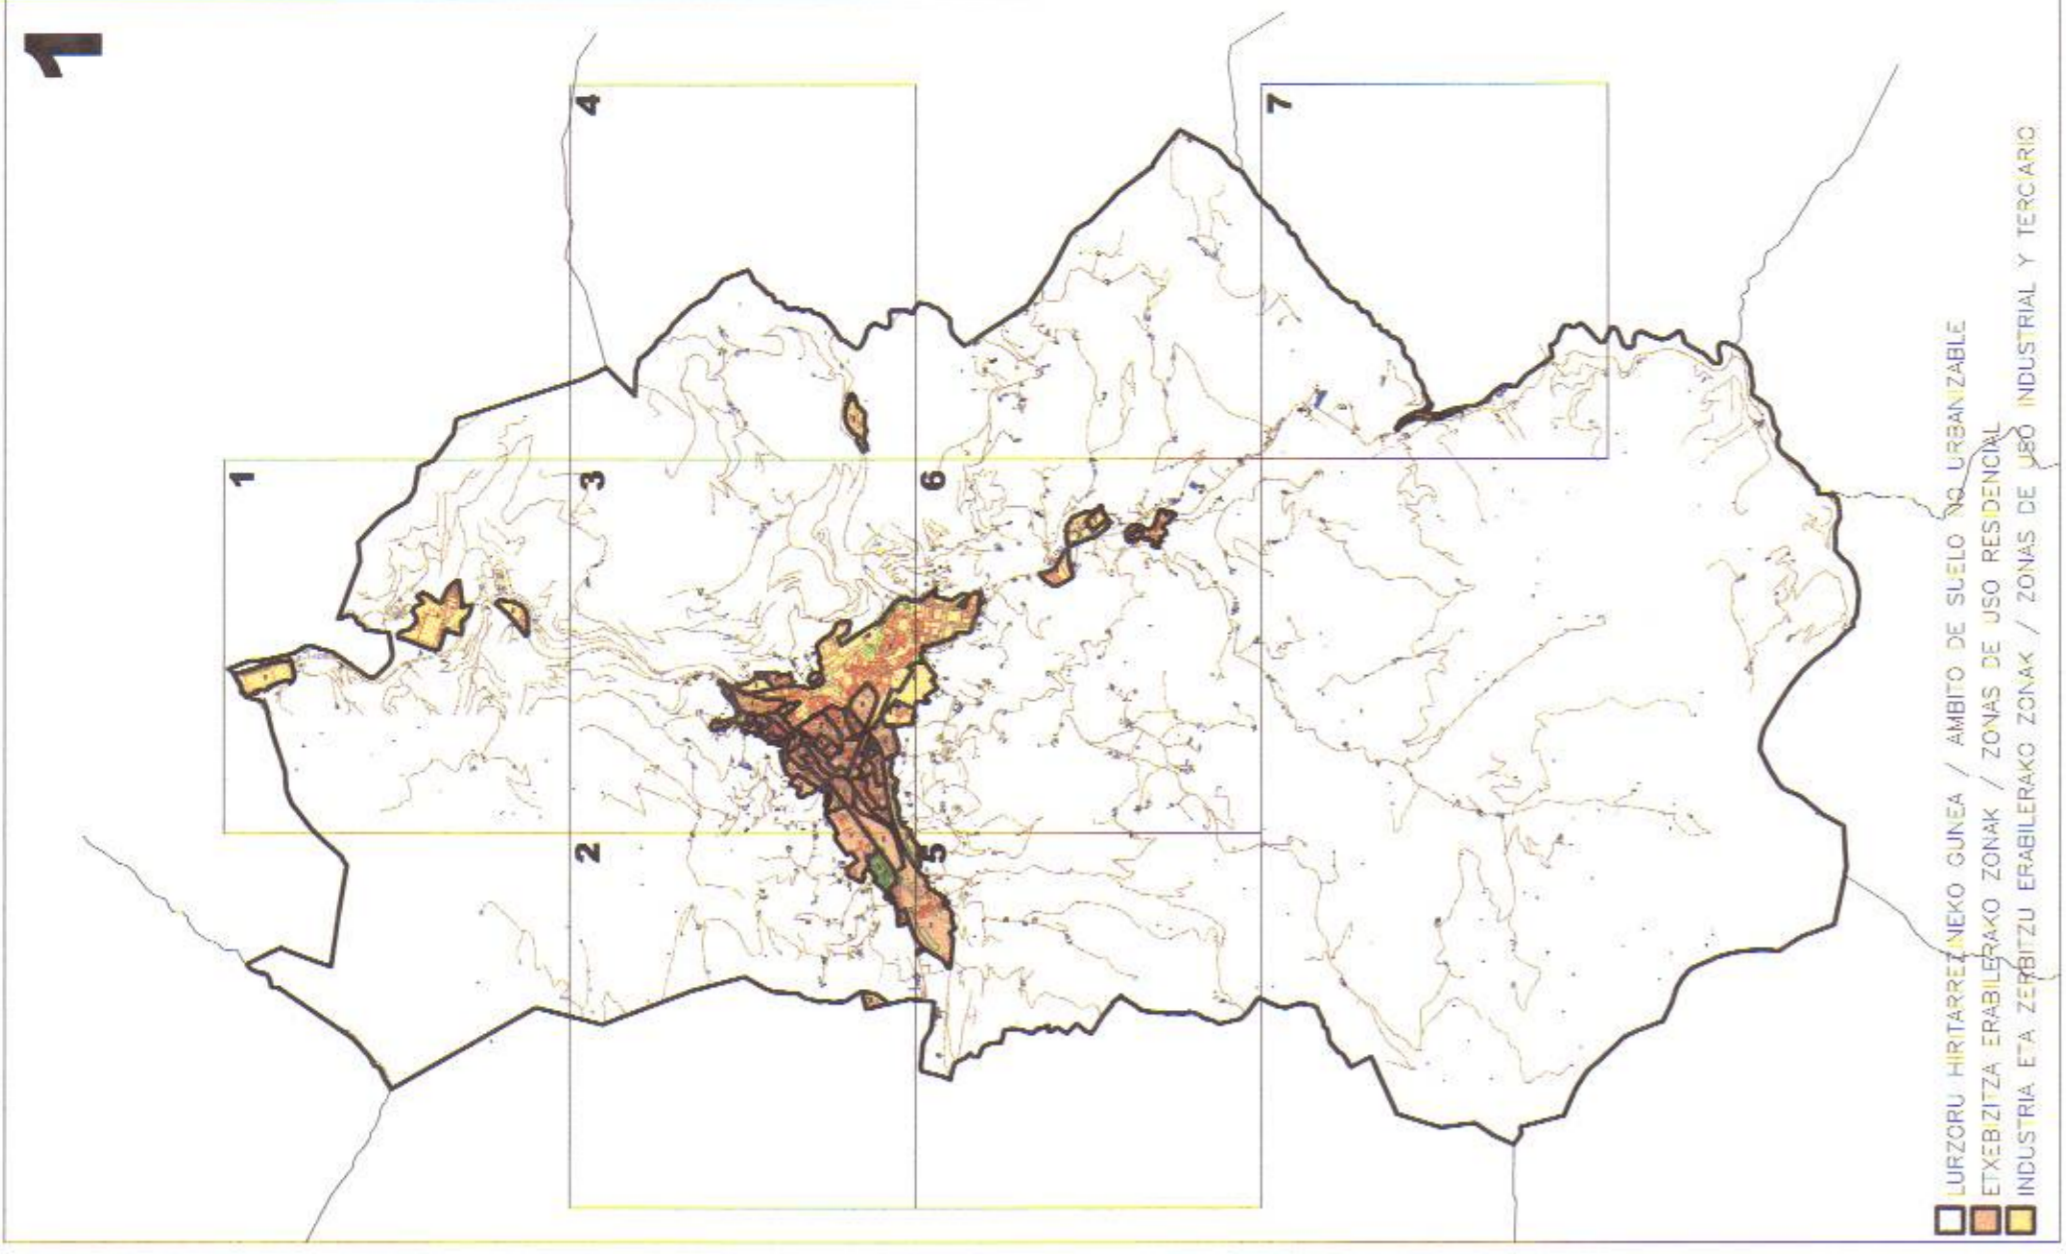 1
1
2
3
4
5
6
7
LURZORU HIRITARREZINEKO GUNEA / AMBITO DE SUELO NO URBANIZABLE
ETXEBIZITZA ERABILERAKO ZONAK / ZONAS DE USO RESIDENCIAL
INDUSTRIA ETA ZERBITZU ERABILERAKO ZONAK / ZONAS DE USO INDUSTRIAL Y TERCIARIO